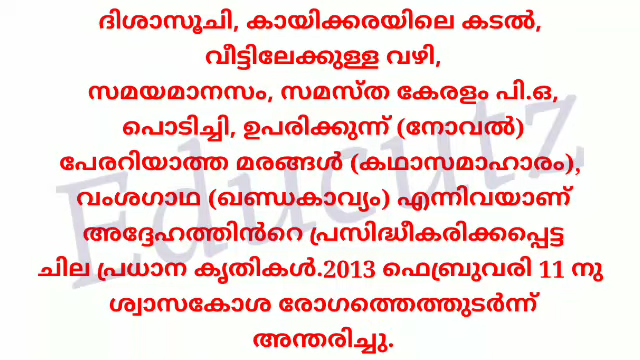 ദിശാസൂചി, കായിക്കരയിലെ കടൽ,
വീട്ടിലേക്കുള്ള വഴി,
സമയമാനസം, സമസ്ത കേരളം പി.ഒ,
പൊടിച്ചി, ഉപരിക്കുന്ന് (നോവൽ)
പേരറിയാത്ത മരങ്ങൾ (കഥാസമാഹാരം),
വംശഗാഥ (ഖണ്ഡകാവ്യം) എന്നിവയാണ്
അദ്ദേഹത്തിൻറെ പ്രസിദ്ധീകരിക്കപ്പെട്ട
ചില പ്രധാന കൃതികൾ.2013 ഫെബ്രുവരി 11 നു
ശ്വാസകോശ രോഗത്തെത്തുടർന്ന്
അന്തരിച്ചു.
Educutz